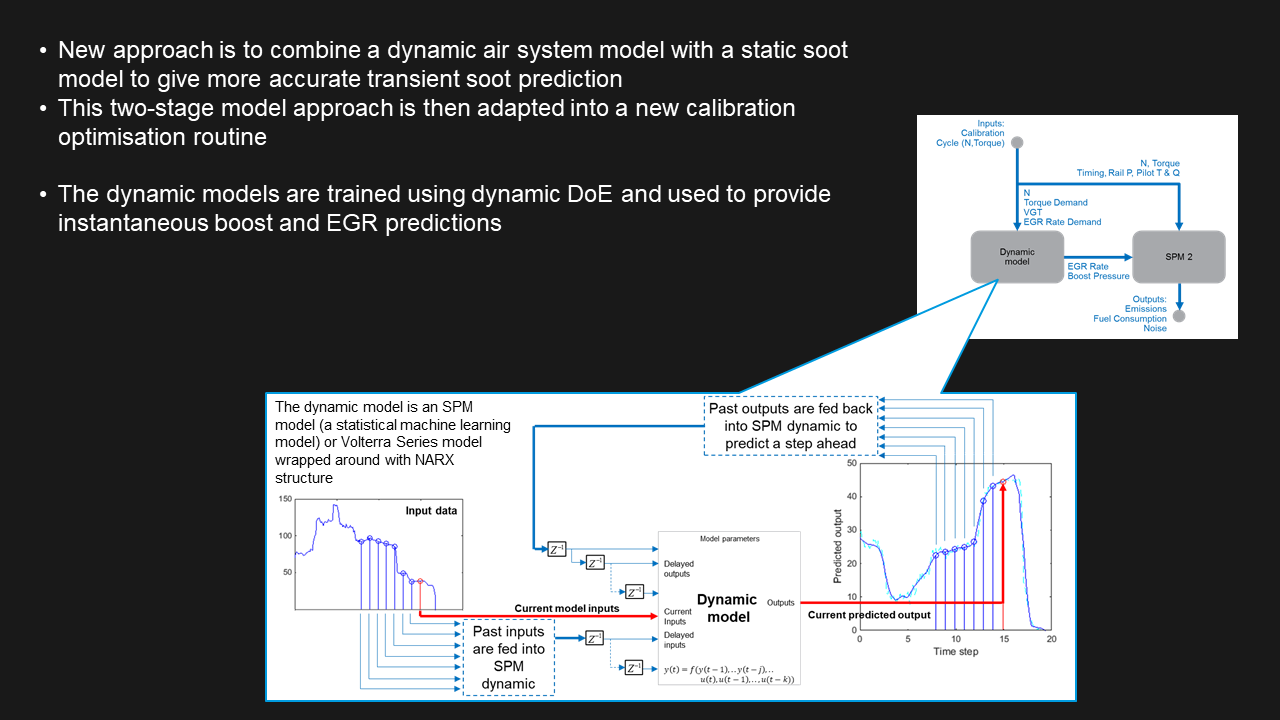 • New approach is to combine a dynamic air system model with a static soot
model to give more accurate transient soot prediction
• This two-stage model approach is then adapted into a new calibration
optimisation routine
• The dynamic models are trained using dynamic DoE and used to provide
instantaneous boost and EGR predictions
Inputs:
Calibration
Cycle (N,Torque)
N, Torque
Timing, Rail P, Pilot T & Q
N
Torque Demand
VGT
EGR Rate Demand
Dynamic
model
SPM 2
EGR Rate
Boost Pressure
Outputs:
Emissions
Fuel Consumption
Noise
The dynamic model is an SPM
model (a statistical machine learning
model) or Volterra Series model
wrapped around with NARX
structure
Past outputs are fed back
into SPM dynamic to
predict a step ahead
150
100
50
Input data
Z⁻¹
Z⁻¹
Z⁻¹
Current model inputs
Past inputs
are fed into
SPM
dynamic
Z⁻¹
Z⁻¹
Model parameters
Delayed
outputs
Dynamic
model
Outputs
Current
Inputs
Delayed
inputs
y(t) = f(y(t−1),..y(t−j),..
u(t),u(t−1),..,u(t−k))
Current predicted output
Predicted output
50
40
30
20
10
0
0
5
10
15
20
Time step